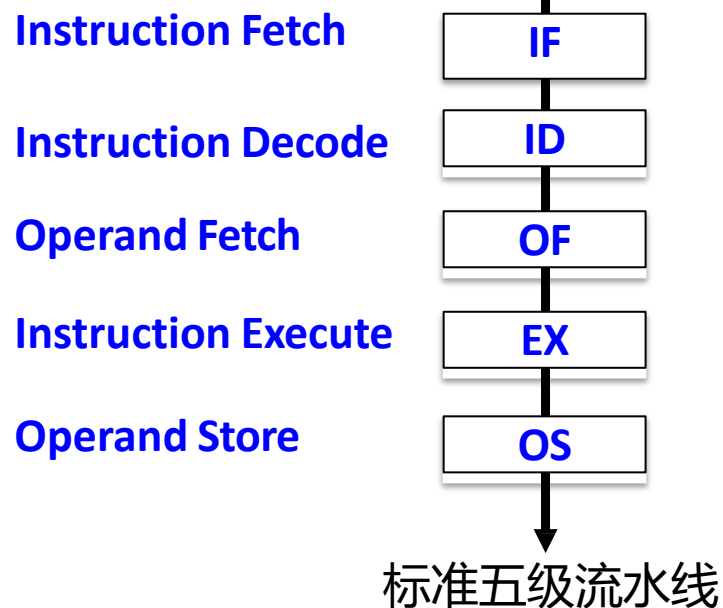 Instruction Fetch IF
Instruction Decode ID
Operand Fetch OF
Instruction Execute EX
Operand Store OS
标准五级流水线